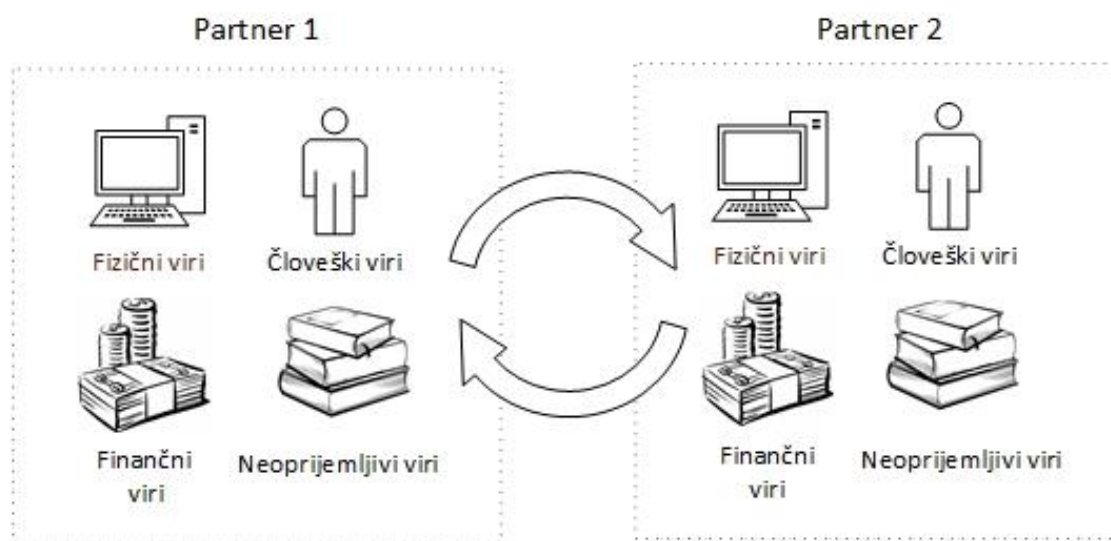 Partner 1
Partner 2
Fizični viri
Človeški viri
Finančni
viri
Neoprijemljivi viri
Fizični viri
Človeški viri
Finančni
viri
Neoprijemljivi viri